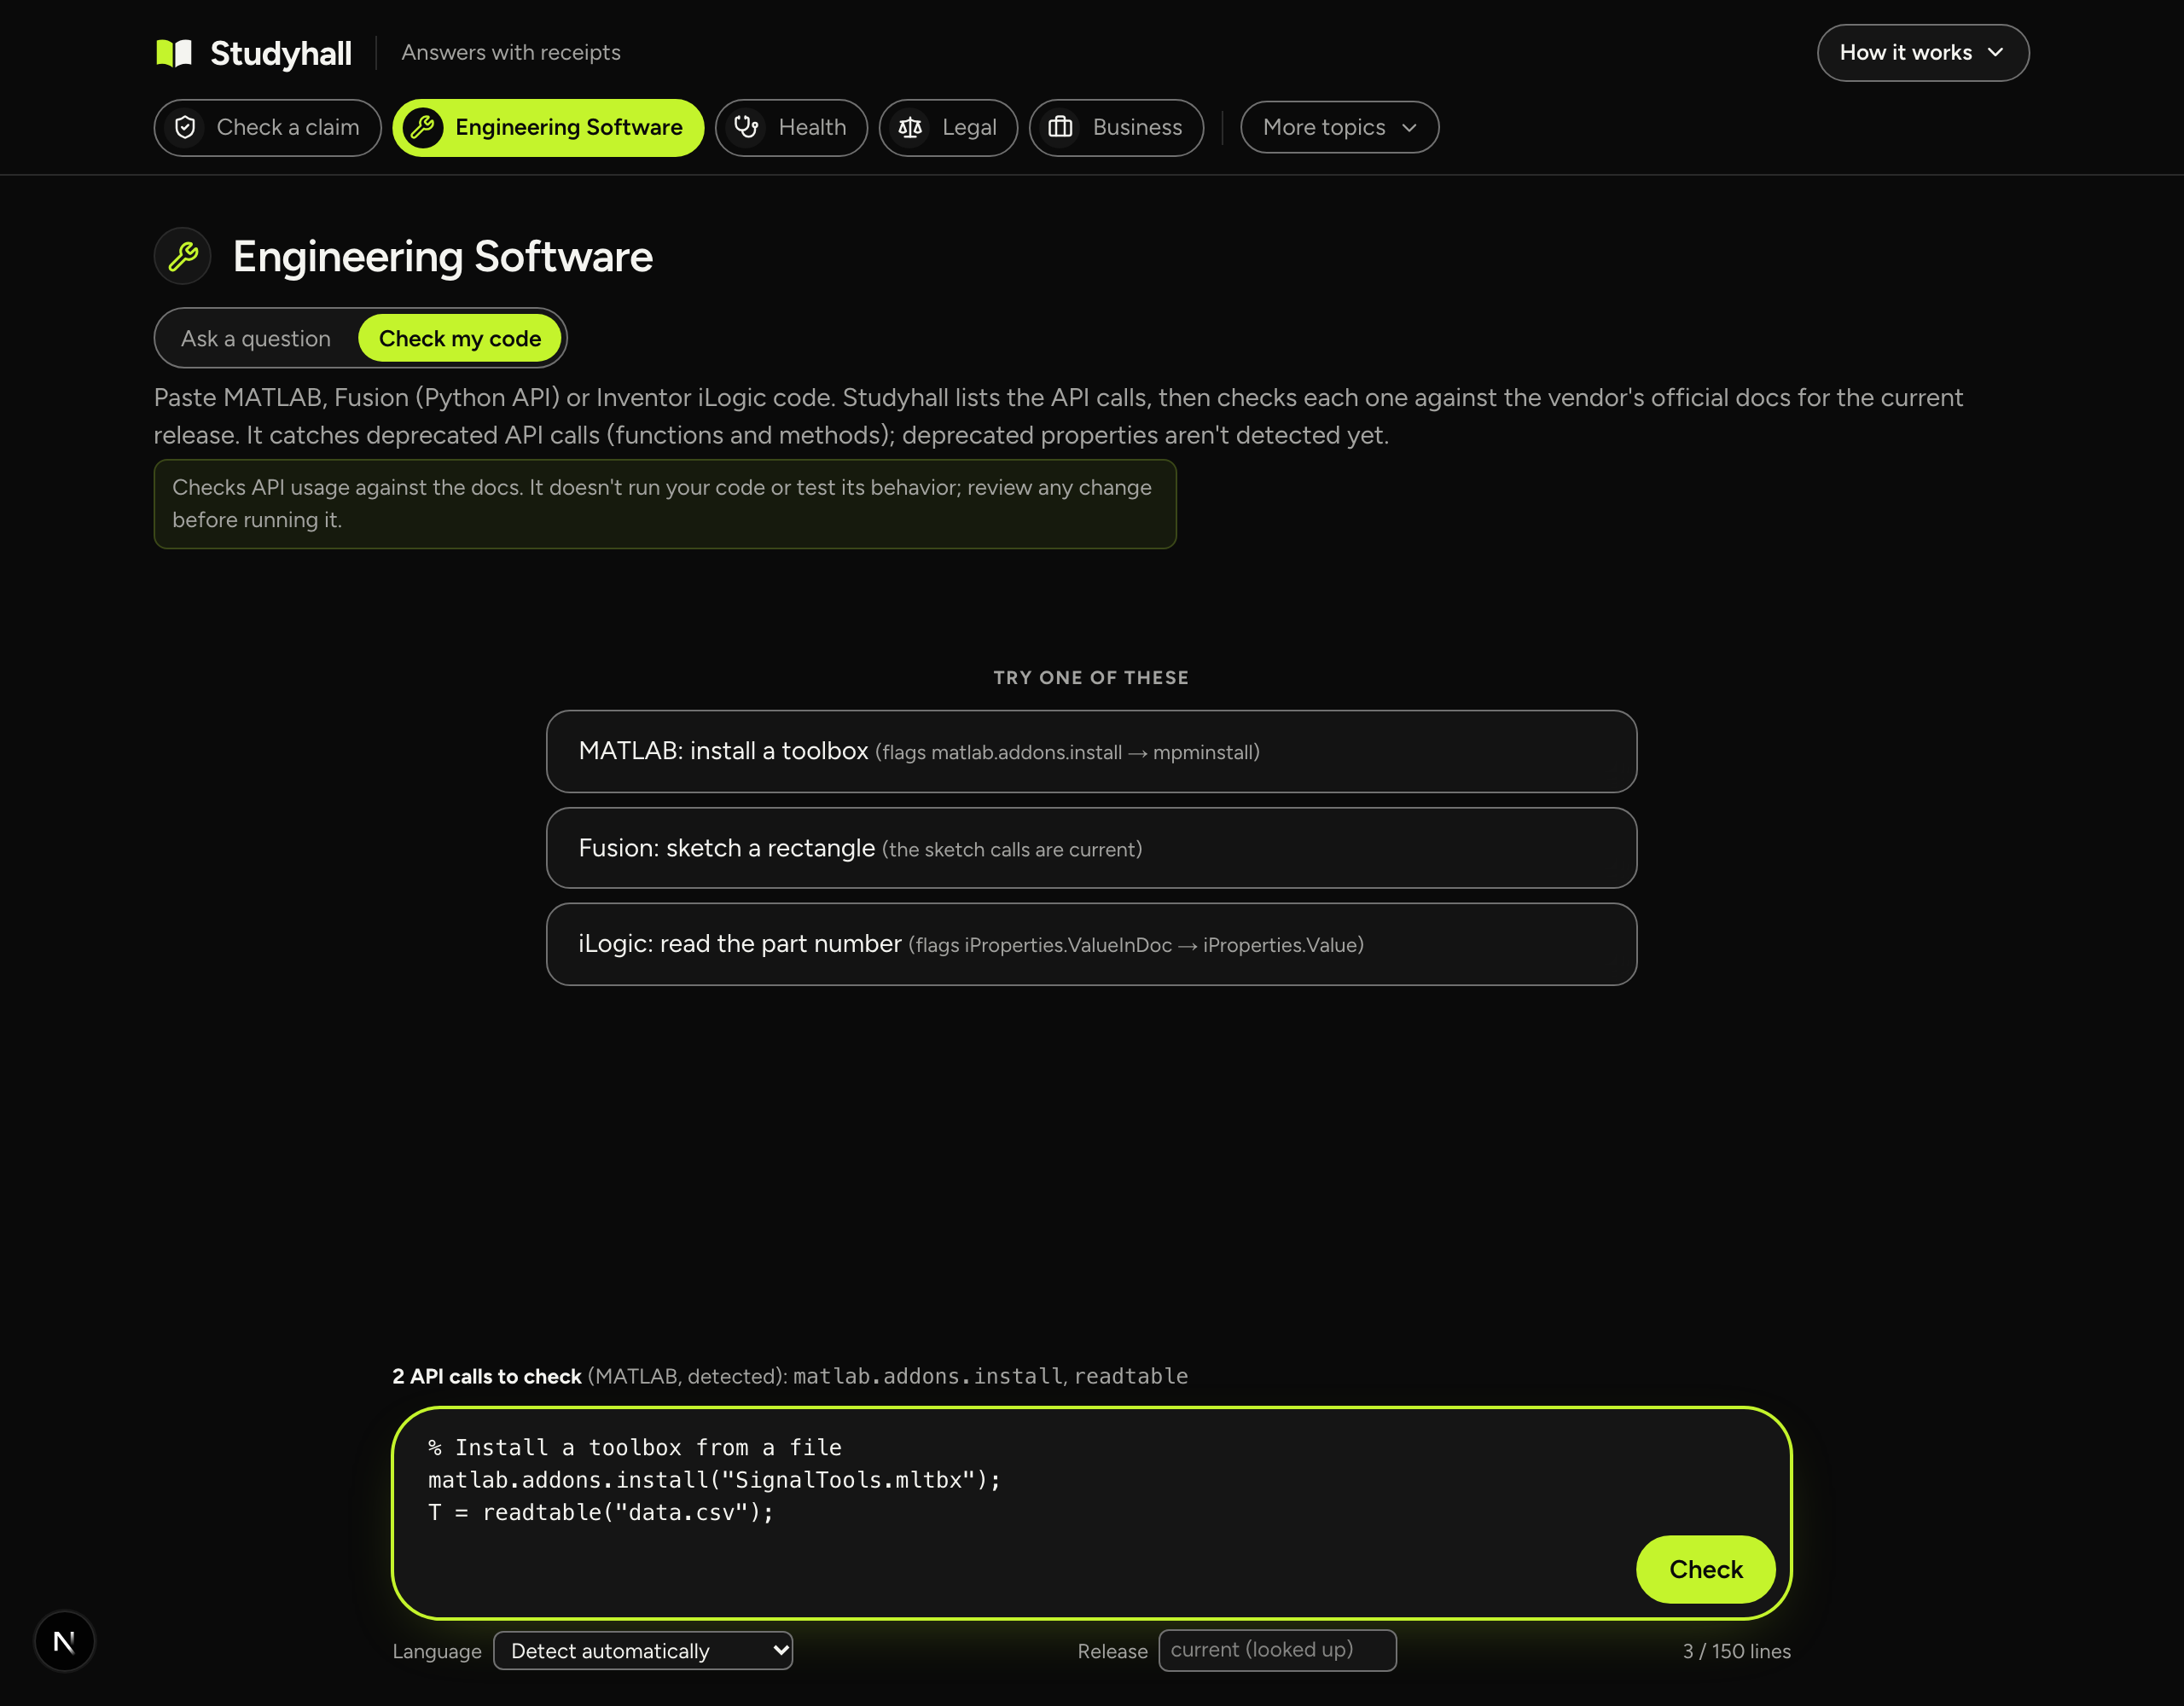 Studyhall
Answers with receipts
How it works
Check a claim
Engineering Software
Health
Legal
Business
More topics
Engineering Software
Ask a question
Check my code
Paste MATLAB, Fusion (Python API) or Inventor iLogic code. Studyhall lists the API calls, then checks each one against the vendor's official docs for the current
release. It catches deprecated API calls (functions and methods); deprecated properties aren't detected yet.
Checks API usage against the docs. It doesn't run your code or test its behavior; review any change
before running it.
TRY ONE OF THESE
MATLAB: install a toolbox (flags matlab.addons.install → mpminstall)
Fusion: sketch a rectangle (the sketch calls are current)
iLogic: read the part number (flags iProperties.ValueInDoc → iProperties.Value)
2 API calls to check (MATLAB, detected): matlab.addons.install, readtable
% Install a toolbox from a file
matlab.addons.install("SignalTools.mltbx");
T = readtable("data.csv");
Check
N
Language Detect automatically
Release current (looked up)
3 / 150 lines